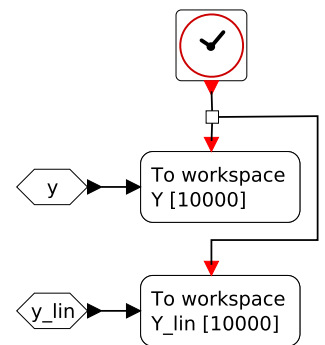 y
To workspace
Y [10000]
y_lin
To workspace
Y_lin [10000]